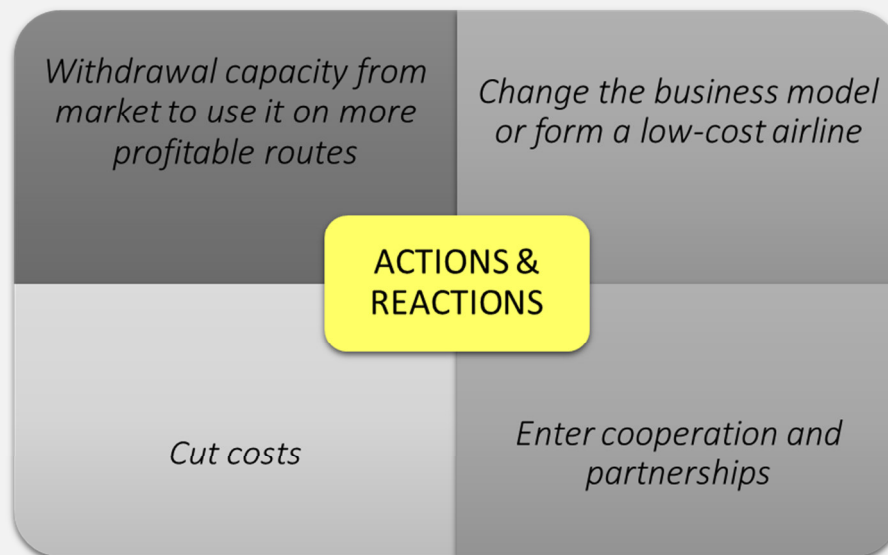 Withdrawal capacity from
market to use it on more
profitable routes
Change the business model
or form a low-cost airline
ACTIONS &
REACTIONS
Cut costs
Enter cooperation and
partnerships